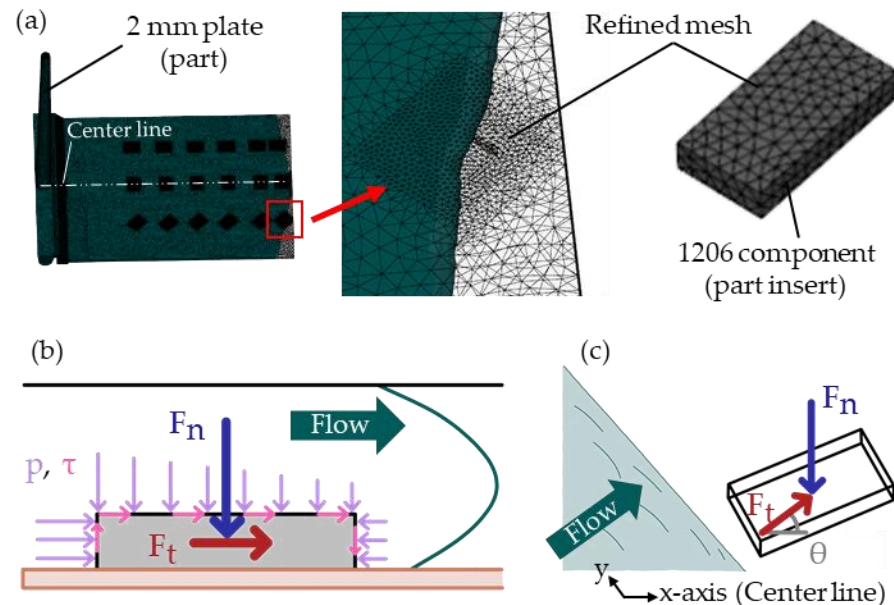 (a)
2 mm plate
(part)
Center line
Refined mesh
1206 component
(part insert)
(b)
Fn
Flow
p, τ
Ft
(c)
Fn
Ft
Flow
θ
y
x-axis (Center line)